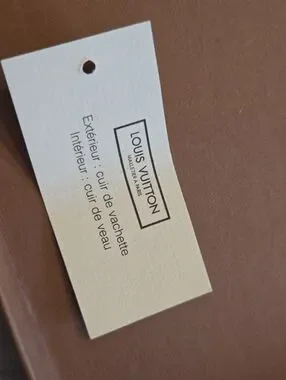 LOUIS VUITTON
MALLETIER A PARIS
Extérieur : cuir de vachette
Intérieur : cuir de veau